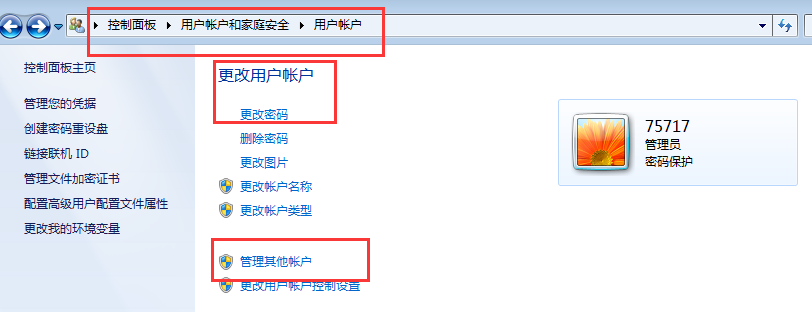 控制面板 用户帐户和家庭安全 用户帐户
控制面板主页
管理您的凭据
创建密码重设盘
链接联机 ID
管理文件加密证书
配置高级用户配置文件属性
更改我的环境变量
更改用户帐户
更改密码
删除密码
更改图片
更改帐户名称
更改帐户类型
管理其他帐户
更改用户帐户控制设置
75717
管理员
密码保护